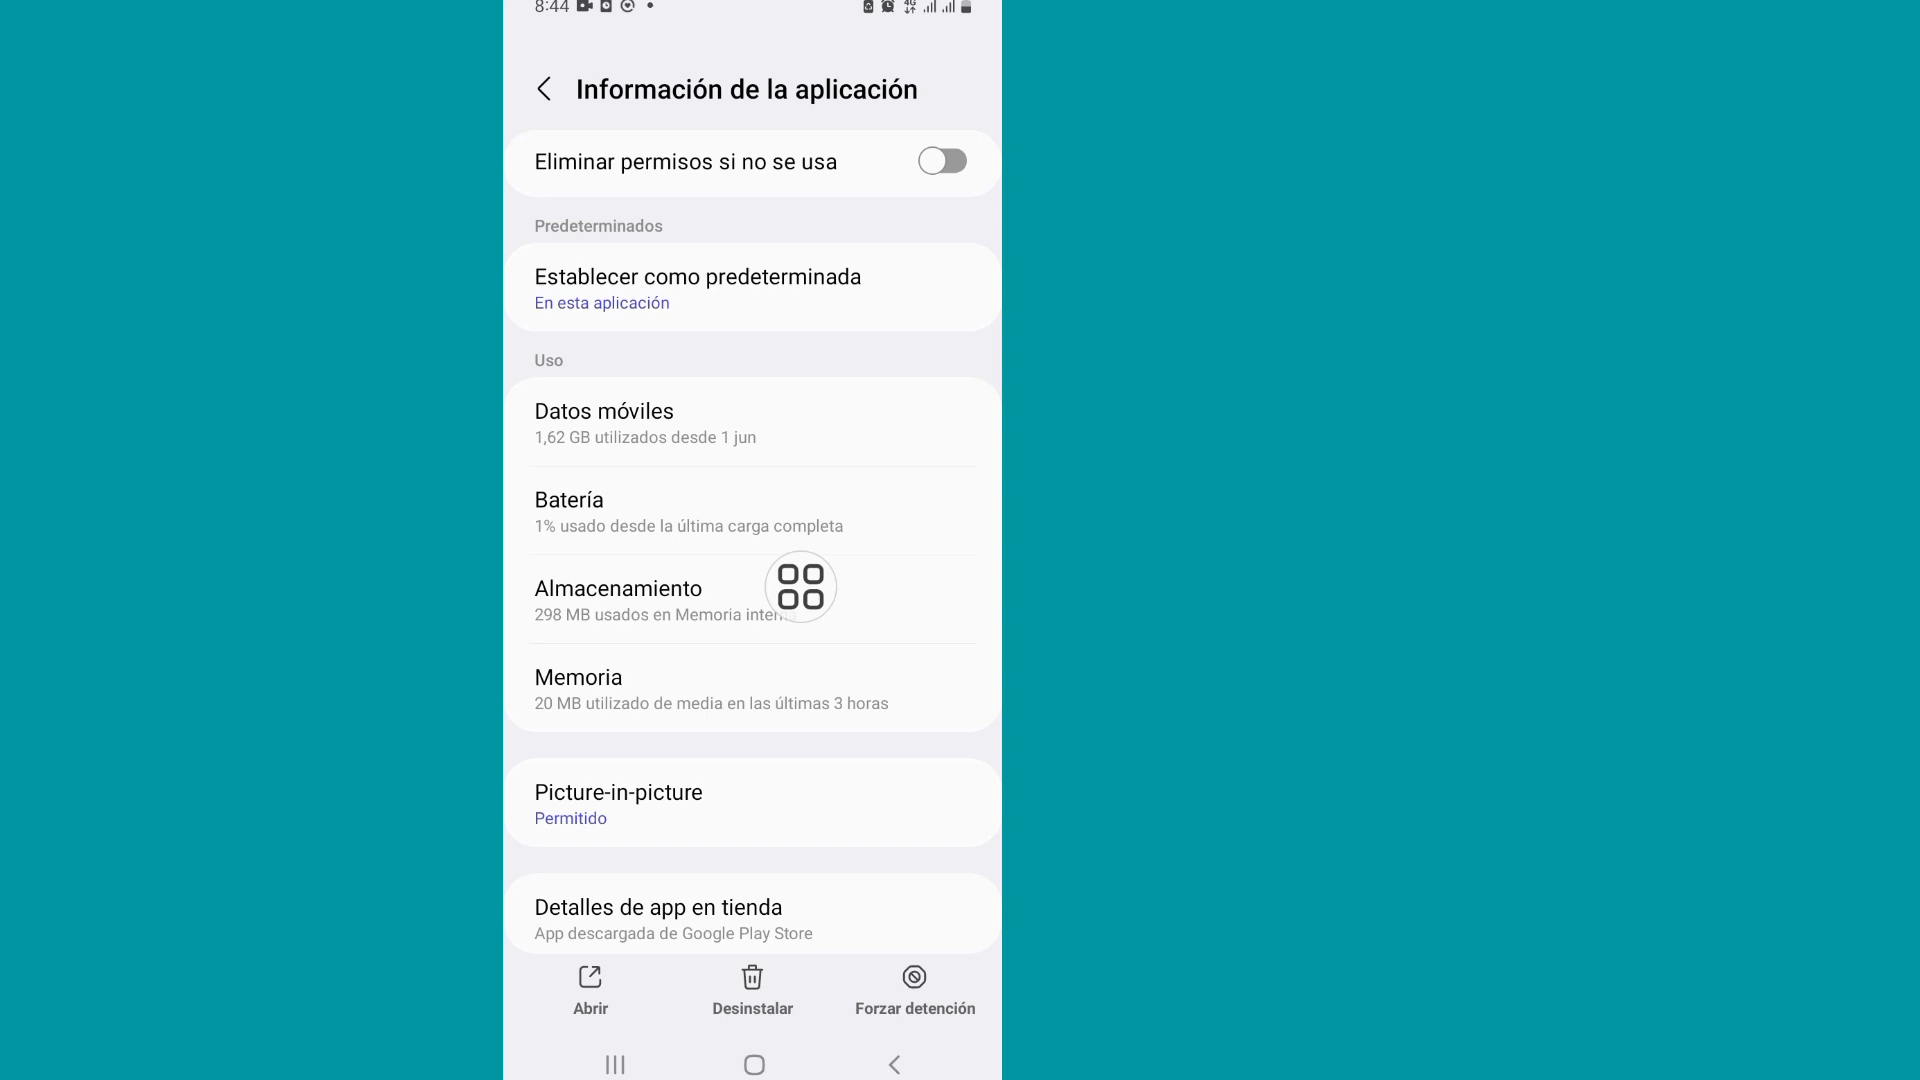 8:44
4G
Información de la aplicación
Eliminar permisos si no se usa
Predeterminados
Establecer como predeterminada
En esta aplicación
Uso
Datos móviles
1,62 GB utilizados desde 1 jun
Batería
1% usado desde la última carga completa
Almacenamiento
298 MB usados en Memoria interna
Memoria
20 MB utilizado de media en las últimas 3 horas
Picture-in-picture
Permitido
Detalles de app en tienda
App descargada de Google Play Store
Abrir
Desinstalar
Forzar detención